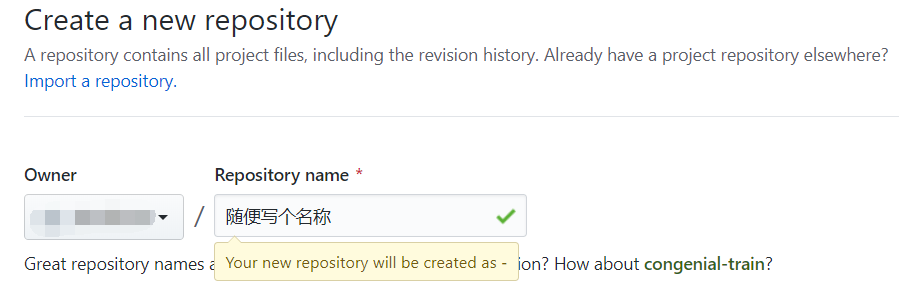 Create a new repository
A repository contains all project files, including the revision history. Already have a project repository elsewhere?
Import a repository.
Owner
Repository name *
/
随便写个名称
Your new repository will be created as -
Great repository names a
ion? How about congenial-train?